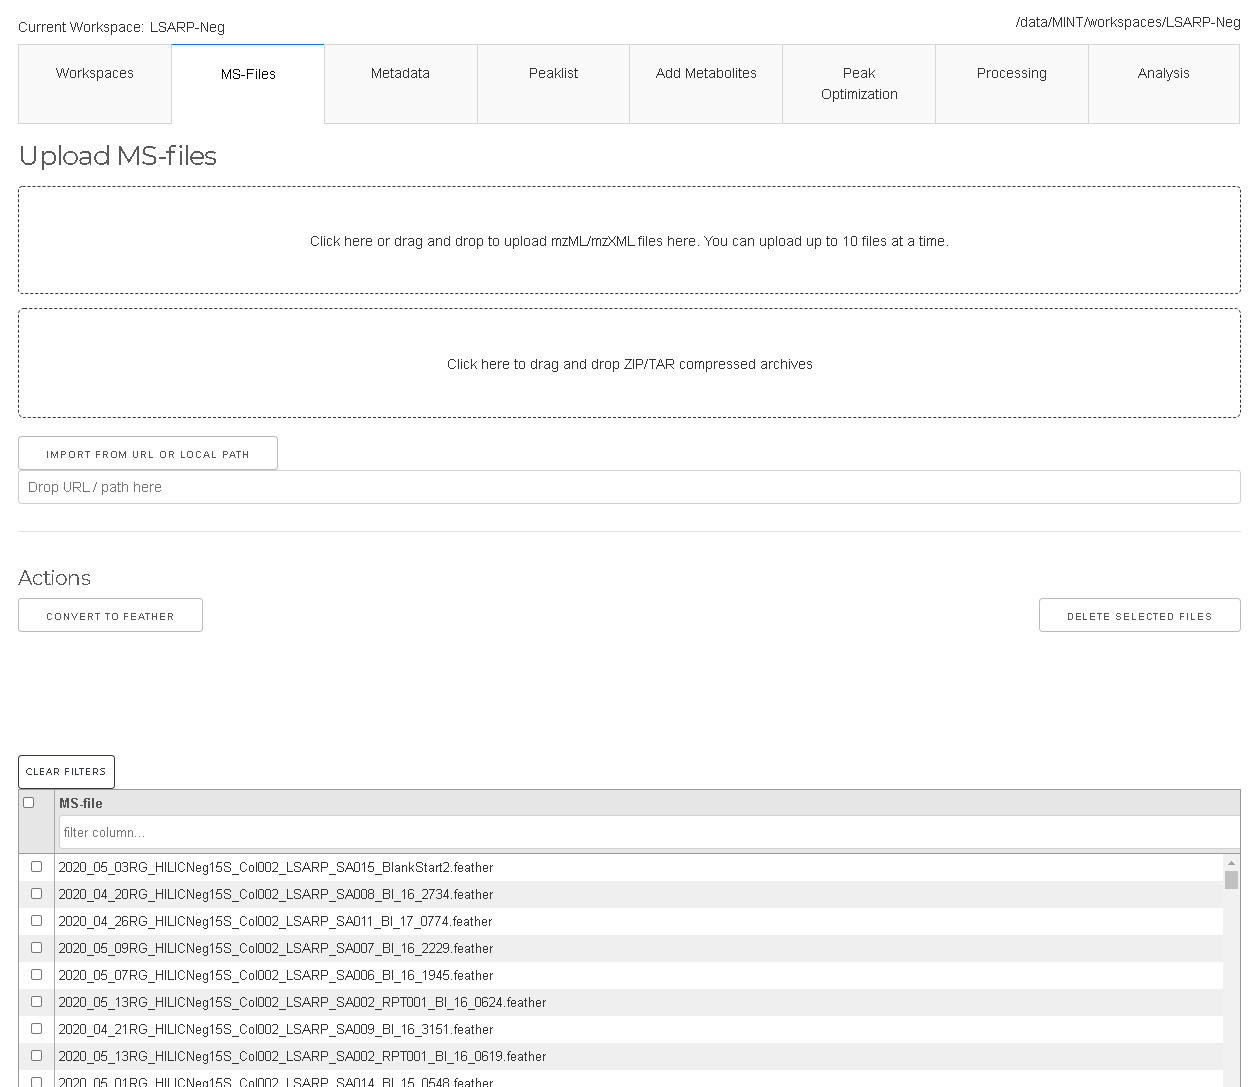 Current Workspace: LSARP-Neg
/data/MINT/workspaces/LSARP-Neg
Workspaces
MS-Files
Metadata
Peaklist
Add Metabolites
Peak
Optimization
Processing
Analysis
Upload MS-files
Click here or drag and drop to upload mzML/mzXML files here. You can upload up to 10 files at a time.
Click here to drag and drop ZIP/TAR compressed archives
IMPORT FROM URL OR LOCAL PATH
Drop URL / path here
Actions
CONVERT TO FEATHER
DELETE SELECTED FILES
CLEAR FILTERS
MS-file
filter column...
2020_05_03RG_HILICNeg15S_Col002_LSARP_SA015_BlankStart2.feather
2020_04_20RG_HILICNeg15S_Col002_LSARP_SA008_BI_16_2734.feather
2020_04_26RG_HILICNeg15S_Col002_LSARP_SA011_BI_17_0774.feather
2020_05_09RG_HILICNeg15S_Col002_LSARP_SA007_BI_16_2229.feather
2020_05_07RG_HILICNeg15S_Col002_LSARP_SA006_BI_16_1945.feather
2020_05_13RG_HILICNeg15S_Col002_LSARP_SA002_RPT001_BI_16_0624.feather
2020_04_21RG_HILICNeg15S_Col002_LSARP_SA009_BI_16_3151.feather
2020_05_13RG_HILICNeg15S_Col002_LSARP_SA002_RPT001_BI_16_0619.feather
2020_05_01RG_HILICNeg15S_Col002_LSARP_SA014_BI_15_0548.feather